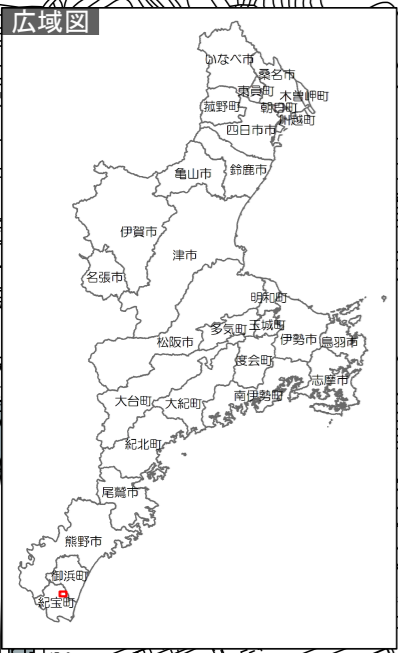 広域図
いなべ市
桑名市
東員町
木曽岬町
菰野町
朝日町
川越町
四日市市
亀山市
鈴鹿市
伊賀市
津市
名張市
明和町
多気町
玉城町
松阪市
伊勢市
鳥羽市
度会町
志摩市
大台町
大紀町
南伊勢町
紀北町
尾鷲市
熊野市
御浜町
紀宝町